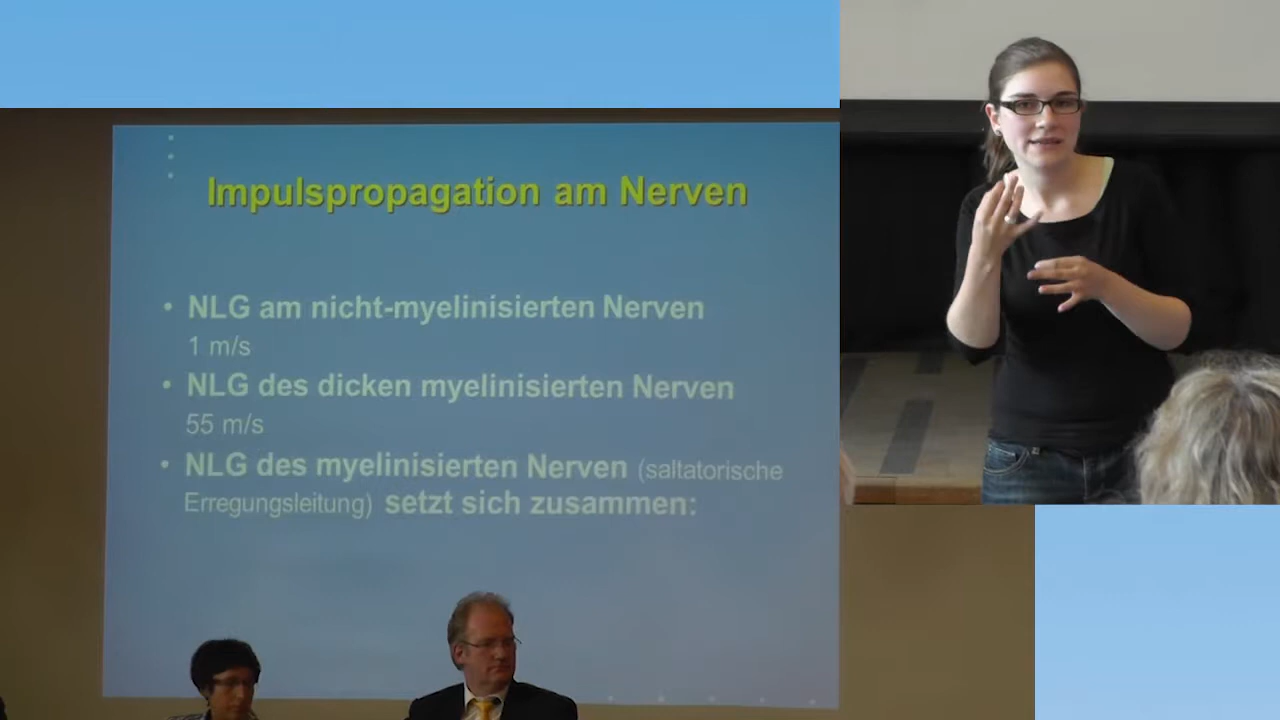 Impulspropagation am Nerven
• NLG am nicht-myelinisierten Nerven
1 m/s
• NLG des dicken myelinisierten Nerven
55 m/s
• NLG des myelinisierten Nerven (saltatorische
Erregungsleitung) setzt sich zusammen: